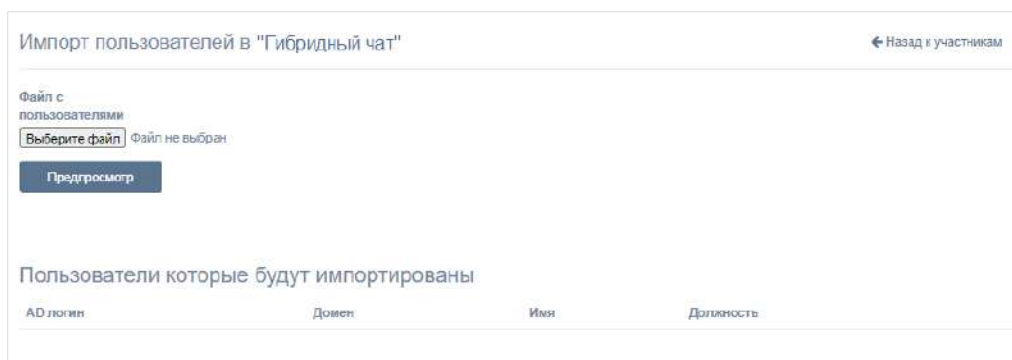 Импорт пользователей в "Гибридный чат"
← Назад к участникам
Файл с
пользователями
Выберите файл Файл не выбран
Предпросмотр
Пользователи которые будут импортированы
AD логин Домен Имя Должность